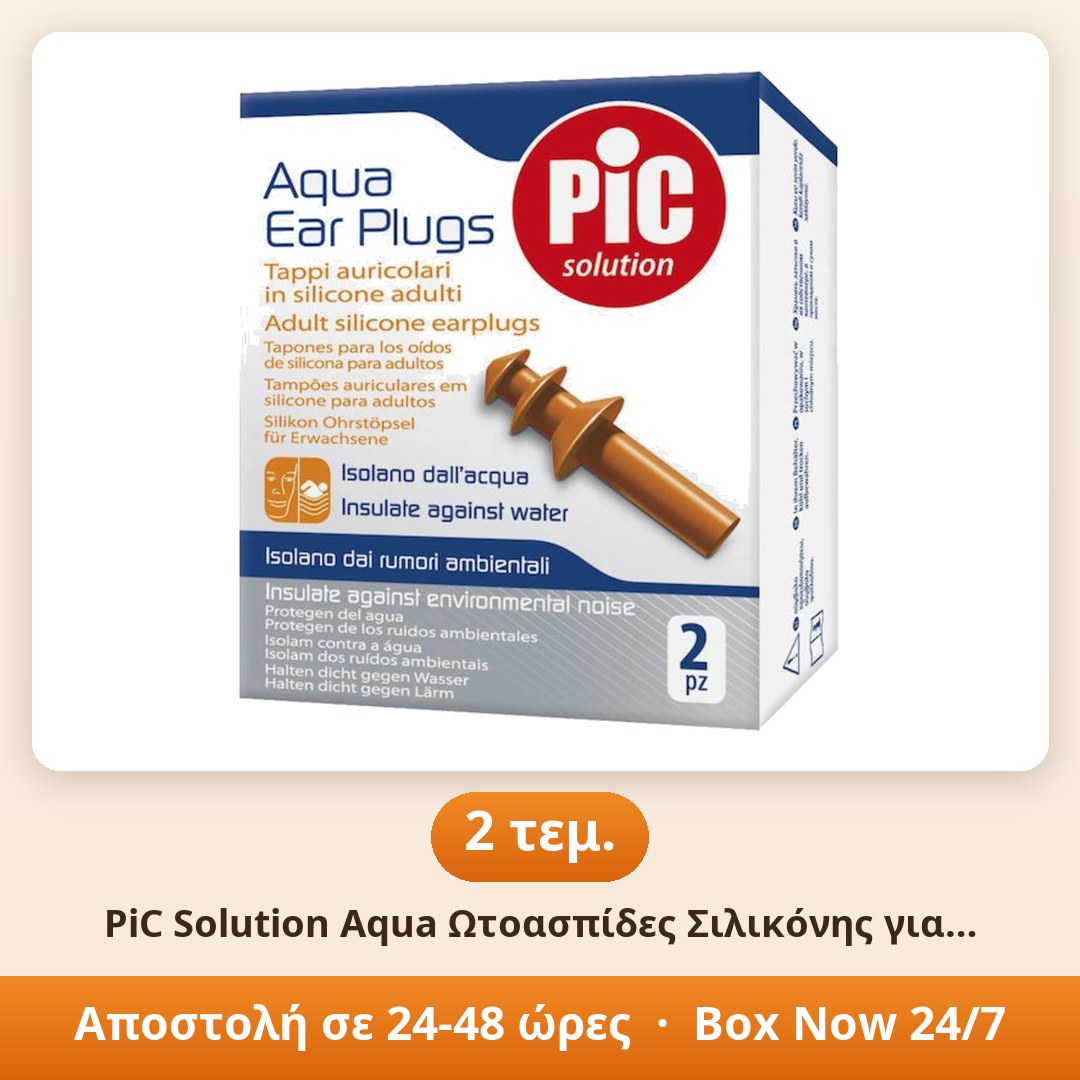 Aqua
Ear Plugs
PiC
solution
Tappi auricolari
in silicone adulti
Adult silicone earplugs
Tapones para los oídos
de silicona para adultos
Tampões auriculares em
silicone para adultos
Silikon Ohrstöpsel
für Erwachsene
Isolano dall'acqua
Insulate against water
Isolano dai rumori ambientali
Insulate against environmental noise
Protegen del agua
Protegen de los ruidos ambientales
Isolam contra a água
Isolam dos ruídos ambientais
Halten dicht gegen Wasser
Halten dicht gegen Lärm
2
pz
2 τεμ.
PiC Solution Aqua Ωτοασπίδες Σιλικόνης για...
Αποστολή σε 24-48 ώρες · Box Now 24/7